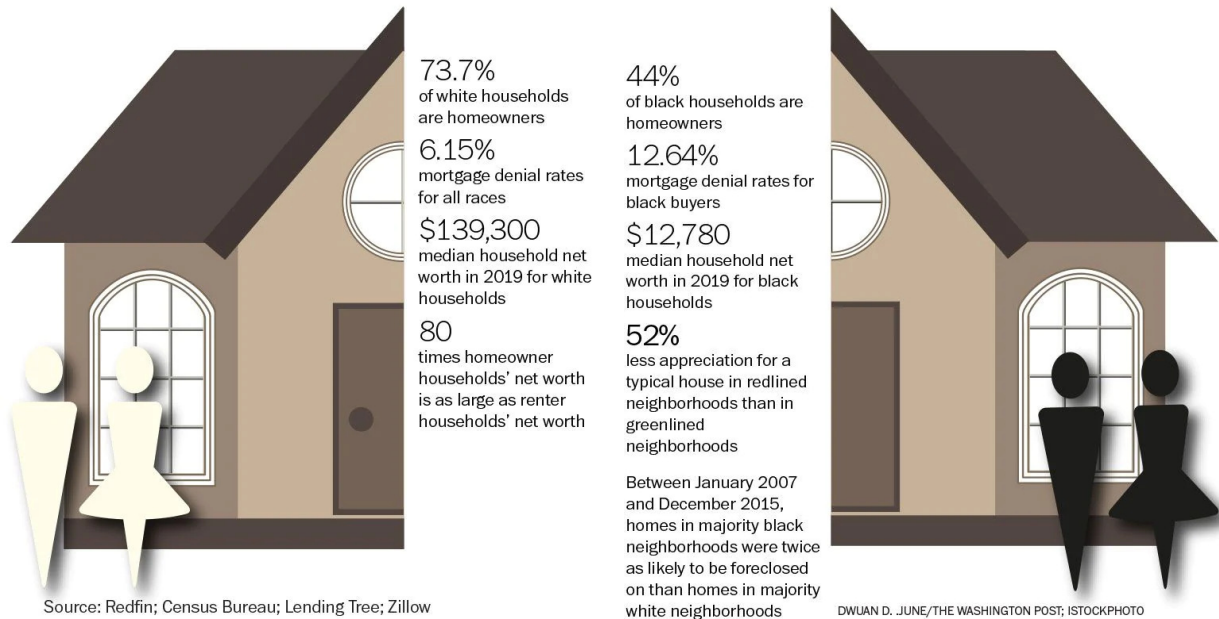 73.7%
of white households
are homeowners
6.15%
mortgage denial rates
for all races
$139,300
median household net
worth in 2019 for white
households
80
times homeowner
households’ net worth
is as large as renter
households’ net worth
44%
of black households are
homeowners
12.64%
mortgage denial rates for
black buyers
$12,780
median household net
worth in 2019 for black
households
52%
less appreciation for a
typical house in redlined
neighborhoods than in
greenlined
neighborhoods
Between January 2007
and December 2015,
homes in majority black
neighborhoods were twice
as likely to be foreclosed
on than homes in majority
white neighborhoods
Source: Redfin; Census Bureau; Lending Tree; Zillow
DWUAN D. JUNE/THE WASHINGTON POST; ISTOCKPHOTO